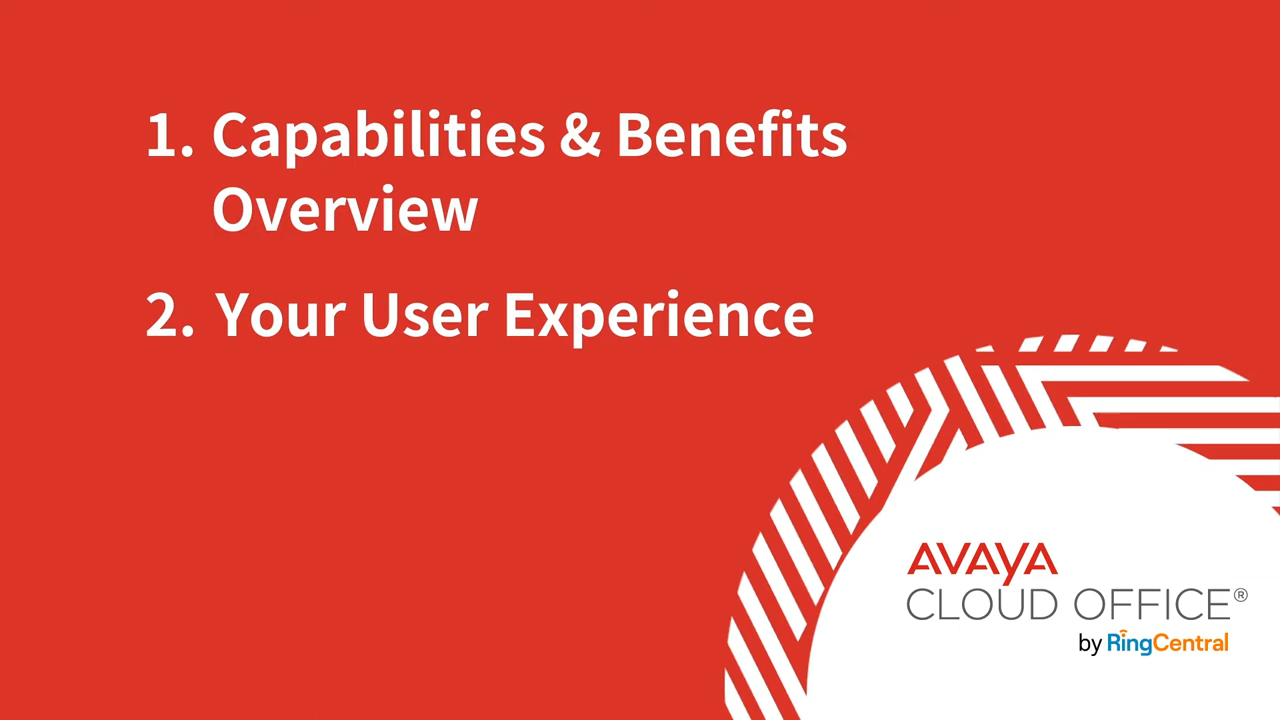 1. Capabilities & Benefits
Overview
2. Your User Experience
AVAYA
CLOUD OFFICE®
by RingCentral